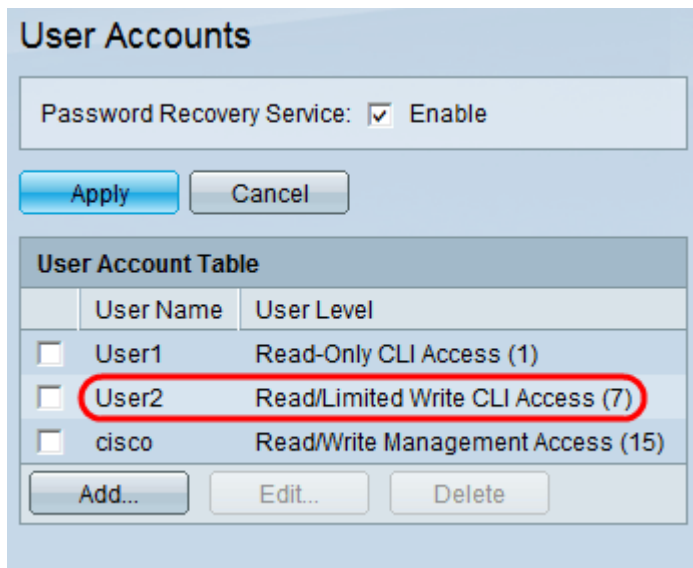 User Accounts
Password Recovery Service: Enable
Apply Cancel
User Account Table
User Name User Level
User1 Read-Only CLI Access (1)
User2 Read/Limited Write CLI Access (7)
cisco Read/Write Management Access (15)
Add... Edit... Delete